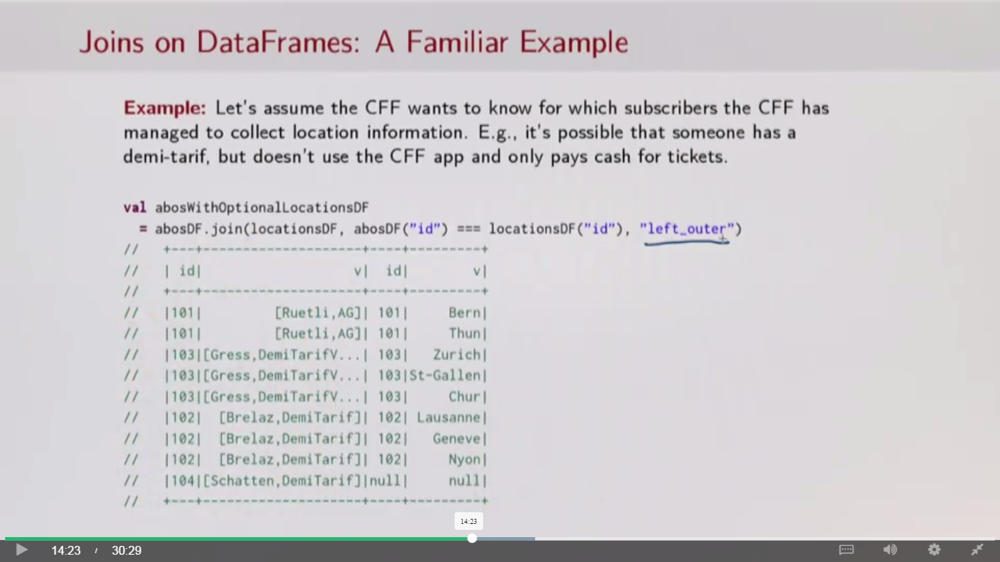 Joins on DataFrames: A Familiar Example
Example: Let's assume the CFF wants to know for which subscribers the CFF has
managed to collect location information. E.g., it's possible that someone has a
demi-tarif, but doesn't use the CFF app and only pays cash for tickets.
val abosWithOptionalLocationsDF
= abosDF.join(locationsDF, abosDF("id") === locationsDF("id"), "left_outer")
// +---+--------------------+----+---------+
// | id|                   v|  id|        v|
// +---+--------------------+----+---------+
// |101|         [Ruetli,AG]| 101|     Bern|
// |101|         [Ruetli,AG]| 101|     Thun|
// |103|[Gress,DemiTarifV...| 103|   Zurich|
// |103|[Gress,DemiTarifV...| 103|St-Gallen|
// |103|[Gress,DemiTarifV...| 103|     Chur|
// |102|  [Brelaz,DemiTarif]| 102| Lausanne|
// |102|  [Brelaz,DemiTarif]| 102|   Geneve|
// |102|  [Brelaz,DemiTarif]| 102|    Nyon|
// |104|[Schatten,DemiTarif]|null|     null|
// +---+--------------------+----+---------+
14:23
14:23 / 30:29